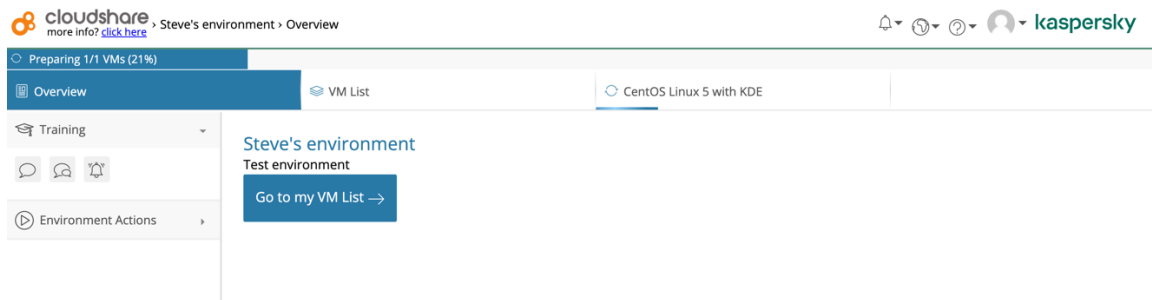 cloudshare
more info? click here
› Steve's environment › Overview
kaspersky
Preparing 1/1 VMs (21%)
Overview
VM List
CentOS Linux 5 with KDE
Training
Steve's environment
Test environment
Go to my VM List →
Environment Actions